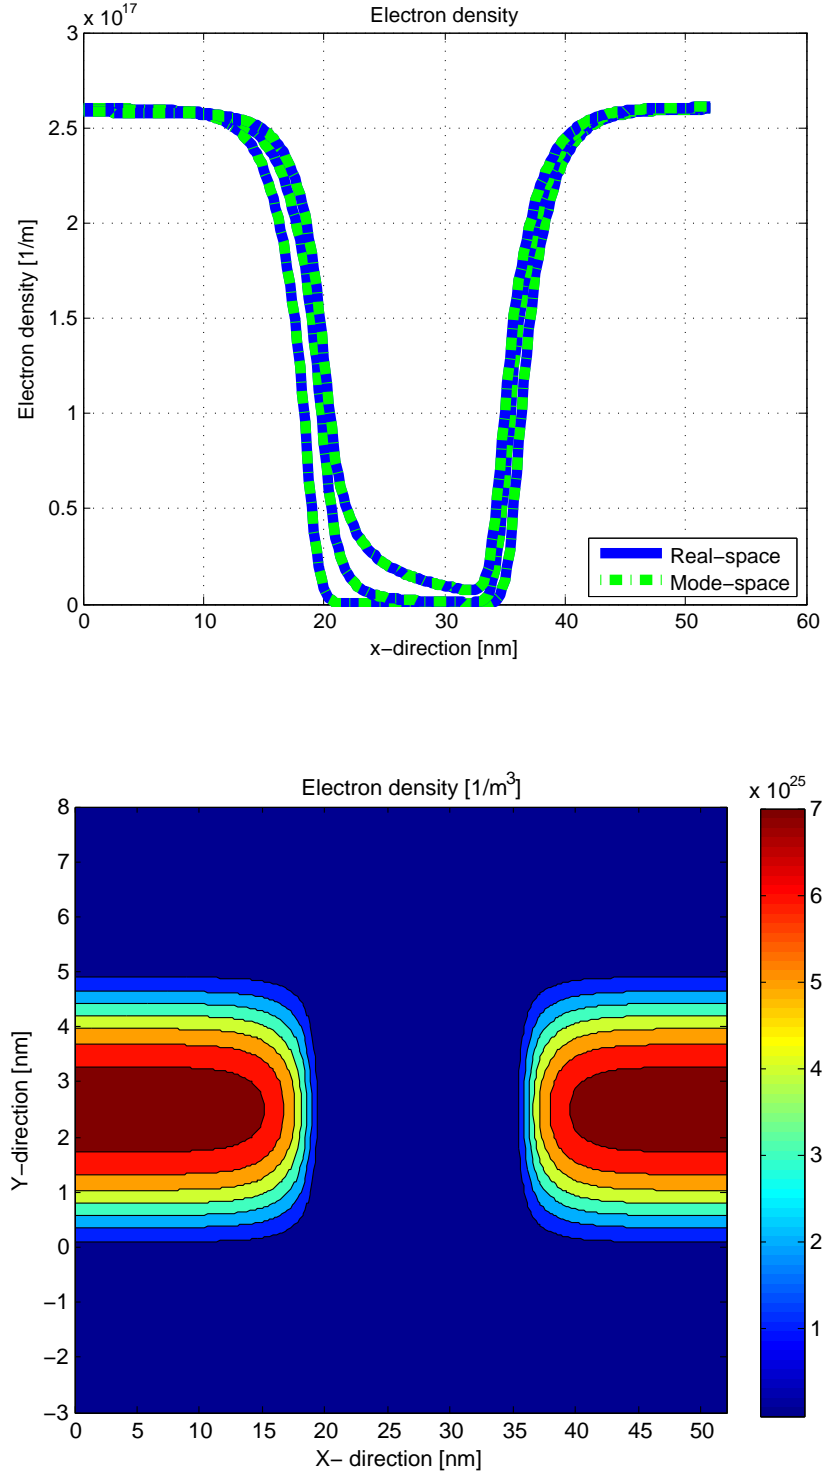 x 10^17
Electron density
3
2.5
2
1.5
1
0.5
0
Electron density [1/m]
Real−space
Mode−space
0 10 20 30 40 50 60
x−direction [nm]
Electron density [1/m^3]
x 10^25
8
7
6
5
4
3
2
1
0
−1
−2
−3
Y−direction [nm]
7
6
5
4
3
2
1
0 5 10 15 20 25 30 35 40 45 50
X− direction [nm]